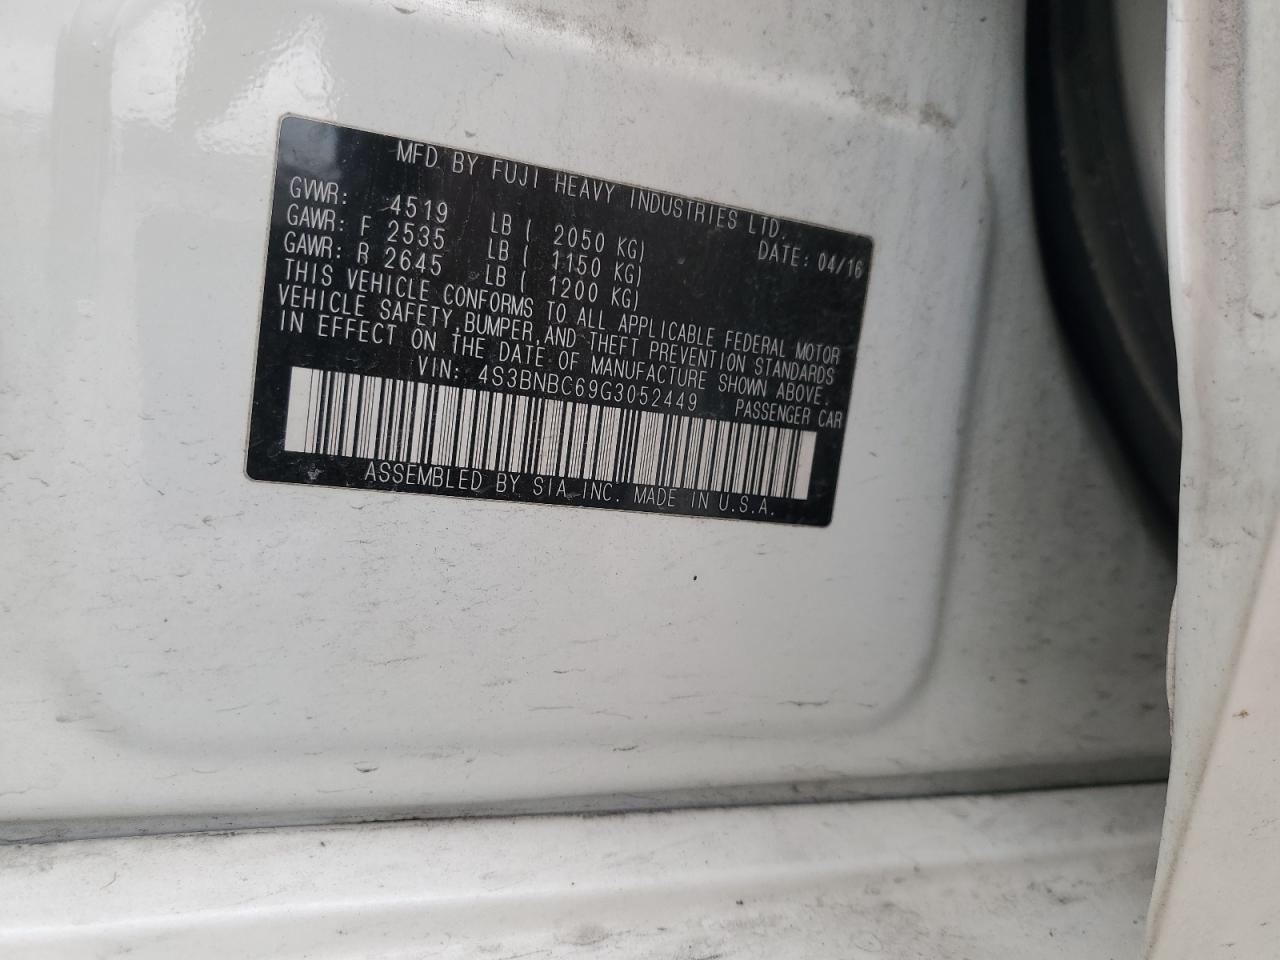 MFD. BY FUJI HEAVY INDUSTRIES LTD.
DATE: 04/16
GVWR: 4519 LB ( 2050 KG)
GAWR: F 2535 LB ( 1150 KG)
GAWR: R 2645 LB ( 1200 KG)
THIS VEHICLE CONFORMS TO ALL APPLICABLE FEDERAL MOTOR
VEHICLE SAFETY, BUMPER, AND THEFT PREVENTION STANDARDS
IN EFFECT ON THE DATE OF MANUFACTURE SHOWN ABOVE.
VIN: 4S3BNBC69G3052449 PASSENGER CAR
ASSEMBLED BY SIA, INC. MADE IN U.S.A.